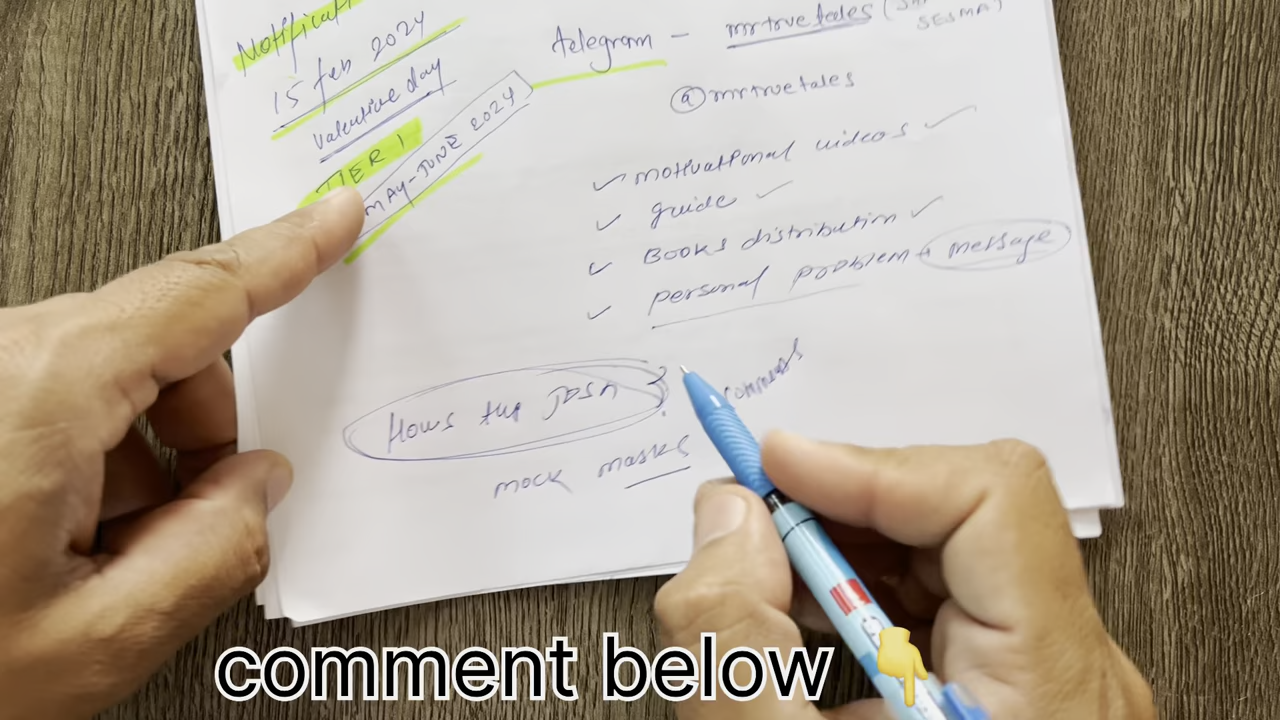 Notificati
15 feb 2024
valentine day
TIER 1
MAY-JUNE 2024
telegram - mrtruetales
@mrtruetales
motivational videos
guide
Books distribution
personal problem → message
Hows the Josh ?
comments
mock marks
comment below